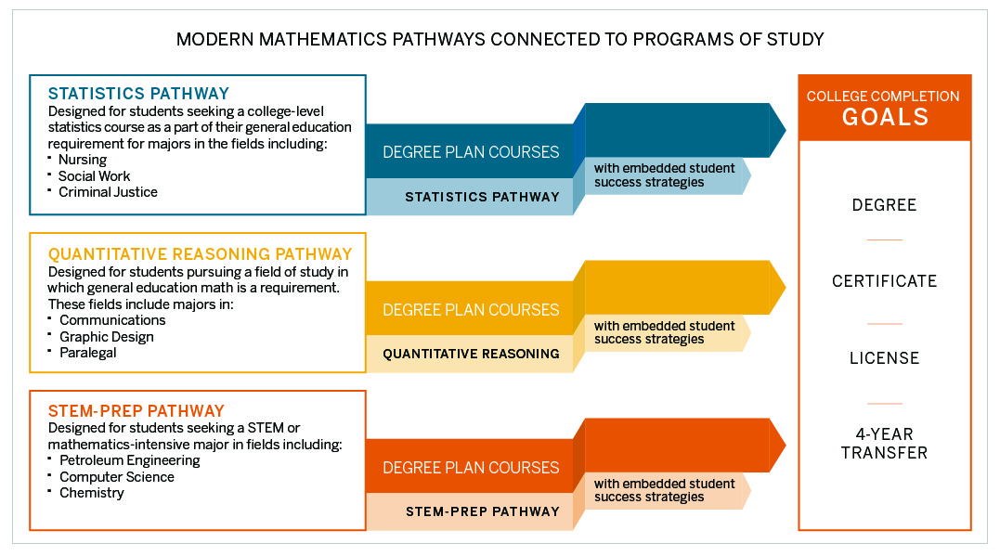 MODERN MATHEMATICS PATHWAYS CONNECTED TO PROGRAMS OF STUDY
STATISTICS PATHWAY
Designed for students seeking a college-level
statistics course as a part of their general education
requirement for majors in the fields including:
▪ Nursing
▪ Social Work
▪ Criminal Justice
DEGREE PLAN COURSES
STATISTICS PATHWAY
with embedded student
success strategies
QUANTITATIVE REASONING PATHWAY
Designed for students pursuing a field of study in
which general education math is a requirement.
These fields include majors in:
▪ Communications
▪ Graphic Design
▪ Paralegal
DEGREE PLAN COURSES
QUANTITATIVE REASONING
with embedded student
success strategies
STEM-PREP PATHWAY
Designed for students seeking a STEM or
mathematics-intensive major in fields including:
▪ Petroleum Engineering
▪ Computer Science
▪ Chemistry
DEGREE PLAN COURSES
STEM-PREP PATHWAY
with embedded student
success strategies
COLLEGE COMPLETION
GOALS
DEGREE
CERTIFICATE
LICENSE
4-YEAR
TRANSFER